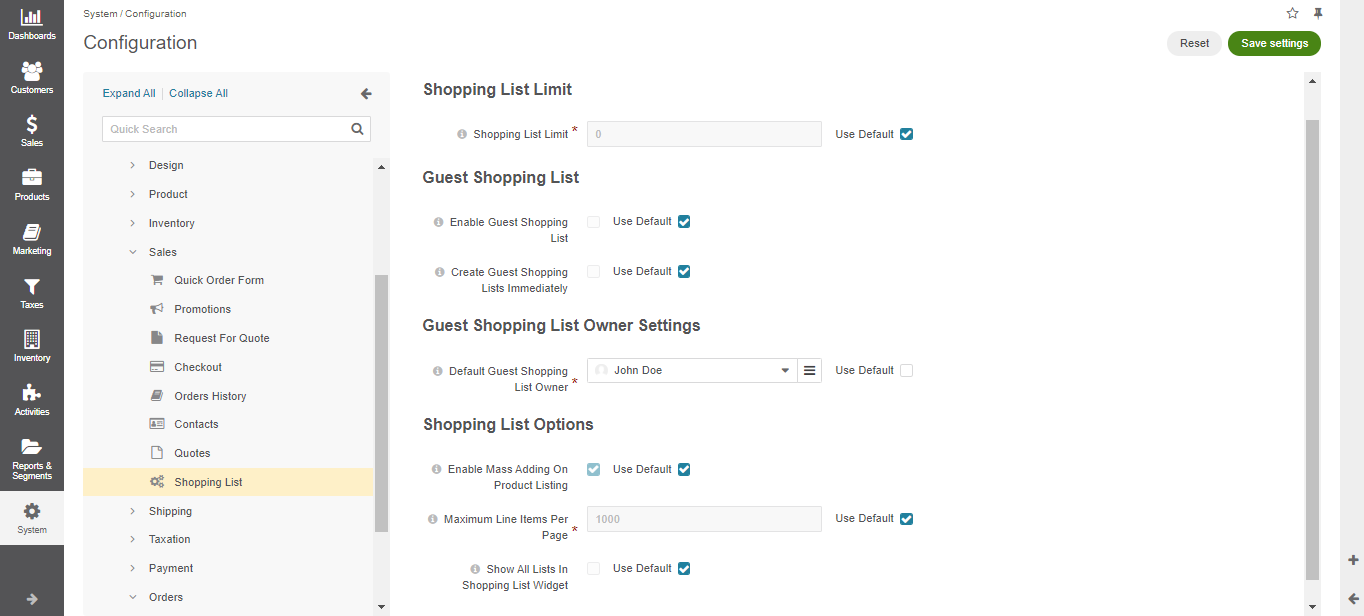 Dashboards
Customers
Sales
Products
Marketing
Taxes
Inventory
Activities
Reports &
Segments
System
System / Configuration
Configuration
Reset
Save settings
Expand All | Collapse All
Quick Search
Design
Product
Inventory
Sales
Quick Order Form
Promotions
Request For Quote
Checkout
Orders History
Contacts
Quotes
Shopping List
Shipping
Taxation
Payment
Orders
Shopping List Limit
Shopping List Limit * 0 Use Default
Guest Shopping List
Enable Guest Shopping
List
Use Default
Create Guest Shopping
Lists Immediately
Use Default
Guest Shopping List Owner Settings
Default Guest Shopping
List Owner *
John Doe
Use Default
Shopping List Options
Enable Mass Adding On
Product Listing
Use Default
Maximum Line Items Per
Page *
1000
Use Default
Show All Lists In
Shopping List Widget
Use Default